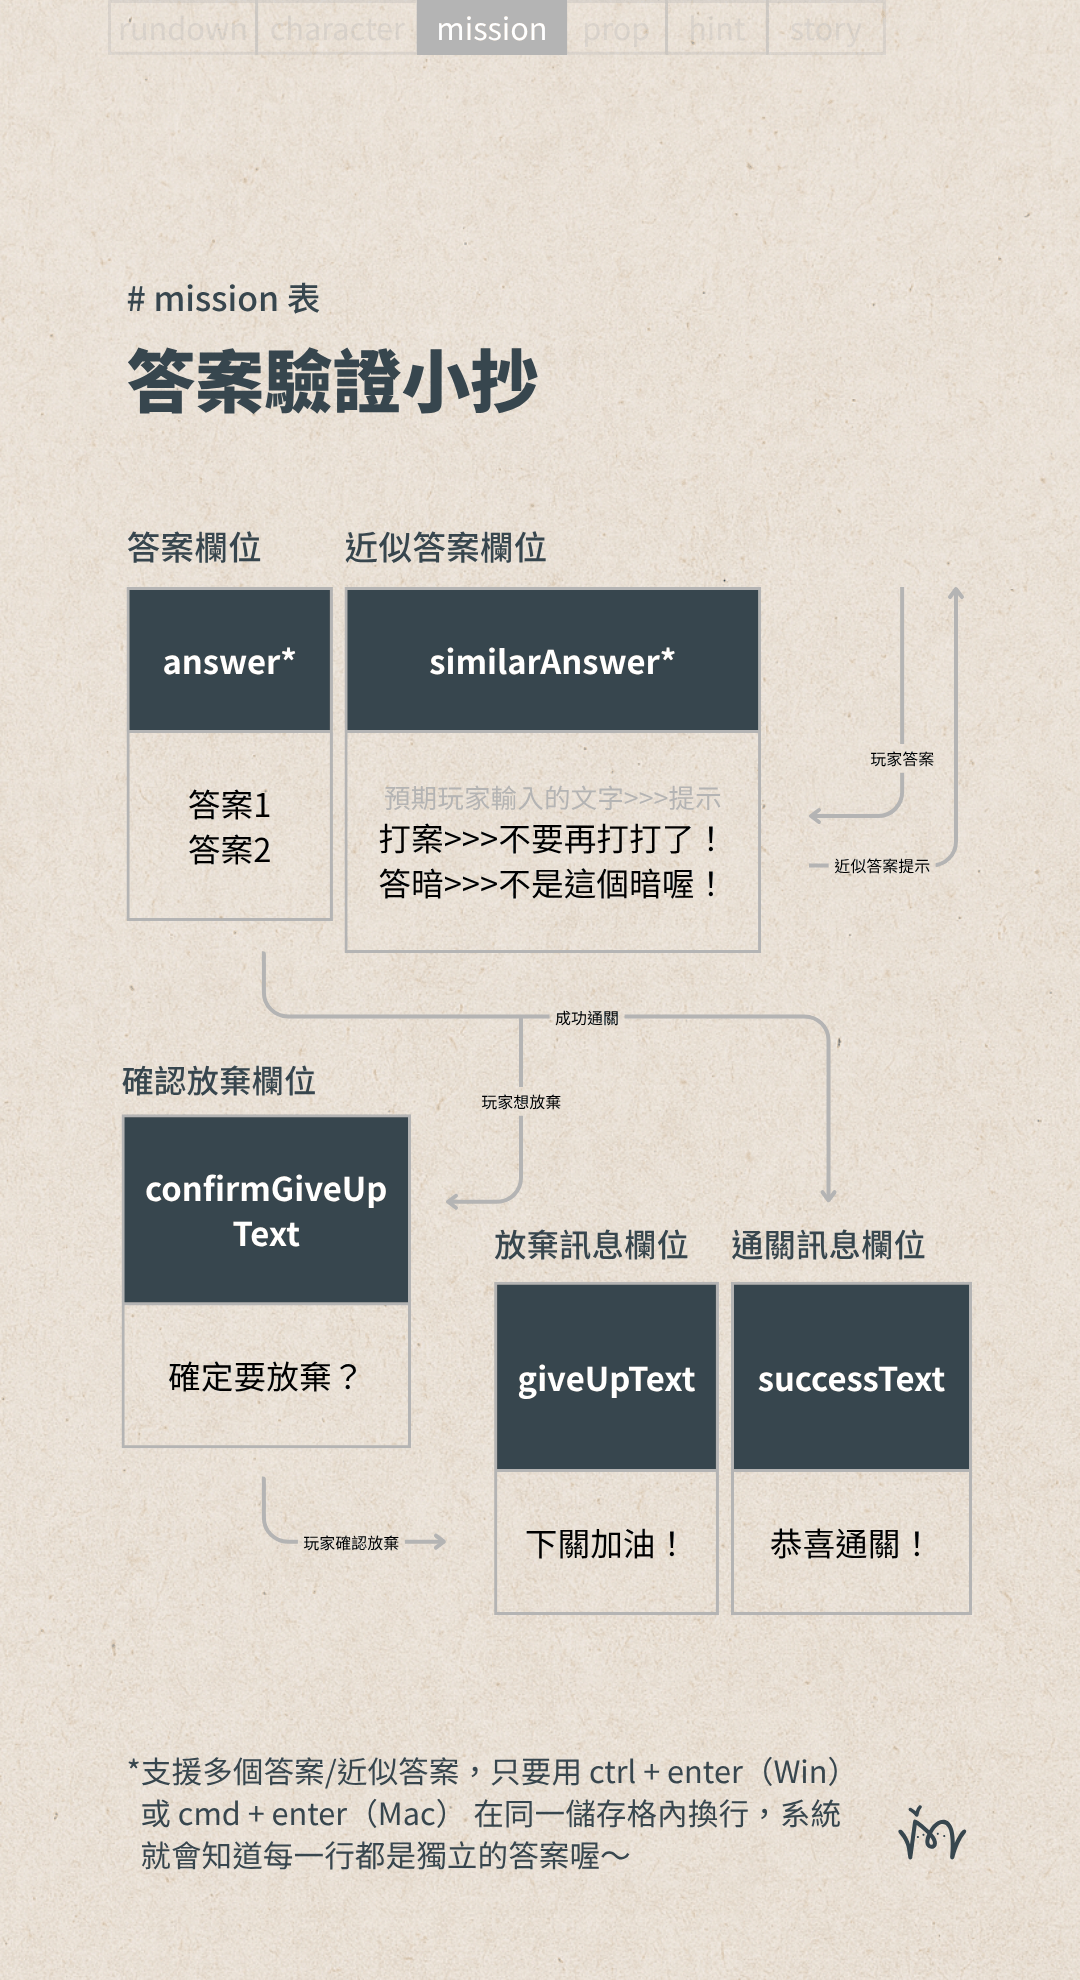 rundown character mission prop hint story
# mission 表
答案驗證小抄
答案欄位 近似答案欄位
answer* similarAnswer*
預期玩家輸入的文字>>>提示
答案1 打案>>>不要再打打了！
答案2 答暗>>>不是這個暗喔！
玩家答案
近似答案提示
成功通關
玩家想放棄
確認放棄欄位
confirmGiveUp
Text
確定要放棄？
玩家確認放棄
放棄訊息欄位 通關訊息欄位
giveUpText successText
下關加油！ 恭喜通關！
*支援多個答案/近似答案，只要用 ctrl + enter（Win）
或 cmd + enter（Mac） 在同一儲存格內換行，系統
就會知道每一行都是獨立的答案喔～